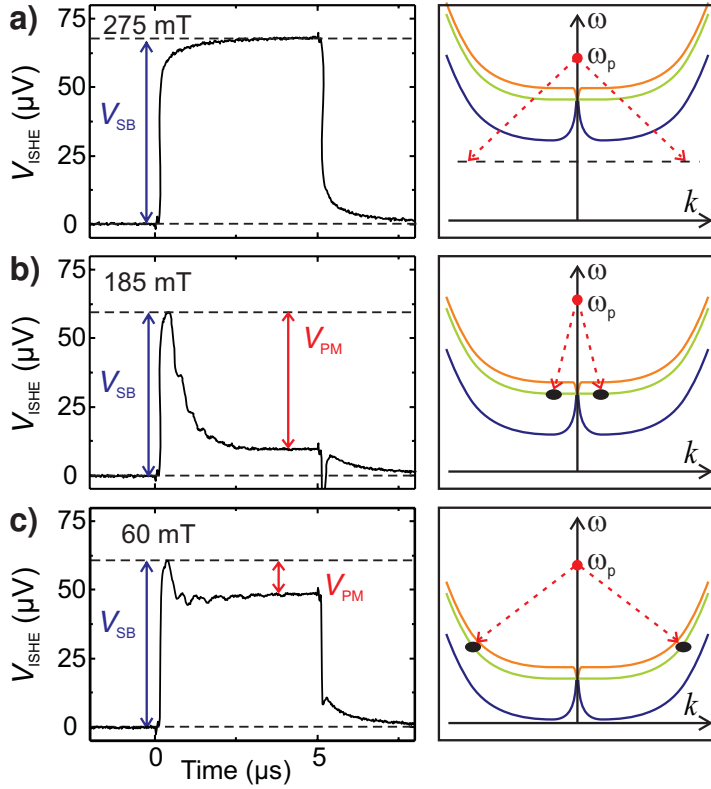 a)
275 mT
75
50
25
0
V_ISHE (µV)
V_SB
ω
ω_p
k
b)
185 mT
75
50
25
0
V_ISHE (µV)
V_SB
V_PM
ω
ω_p
k
c)
60 mT
75
50
25
0
V_ISHE (µV)
V_SB
V_PM
0
5
Time (µs)
ω
ω_p
k